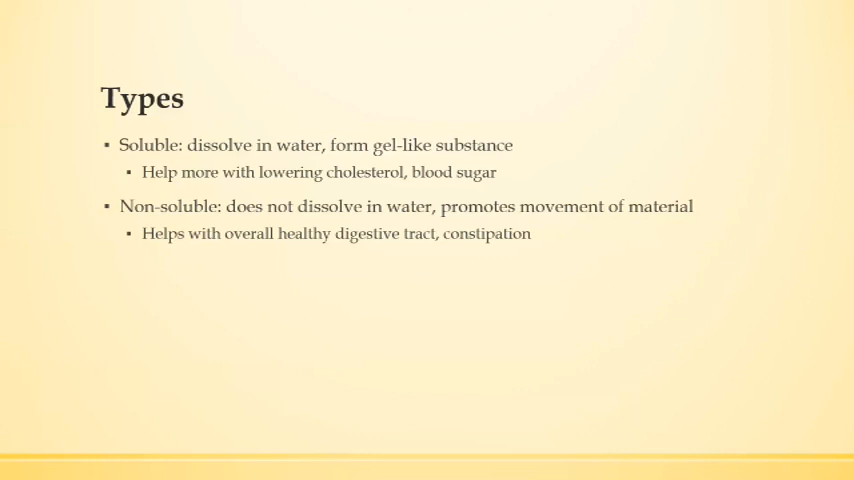 Types
▪ Soluble: dissolve in water, form gel-like substance
▪ Help more with lowering cholesterol, blood sugar
▪ Non-soluble: does not dissolve in water, promotes movement of material
▪ Helps with overall healthy digestive tract, constipation